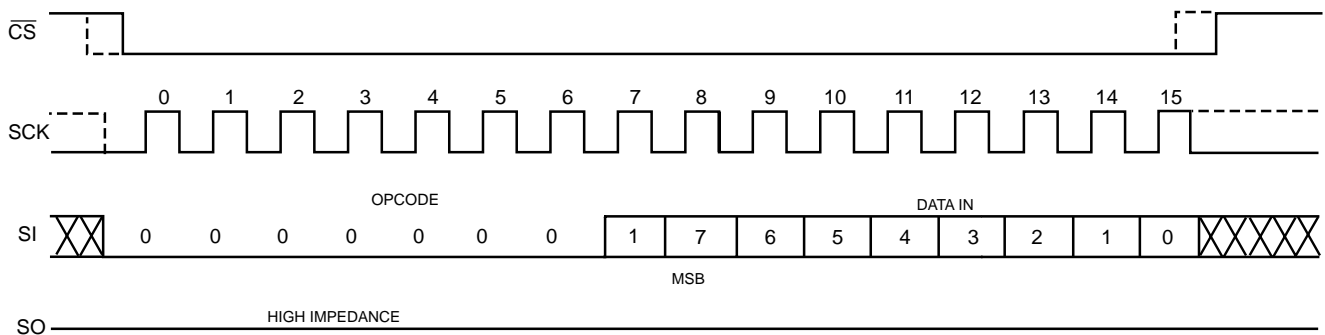 CS
0 1 2 3 4 5 6 7 8 9 10 11 12 13 14 15
SCK
OPCODE DATA IN
SI 0 0 0 0 0 0 0 1 7 6 5 4 3 2 1 0
MSB
HIGH IMPEDANCE
SO